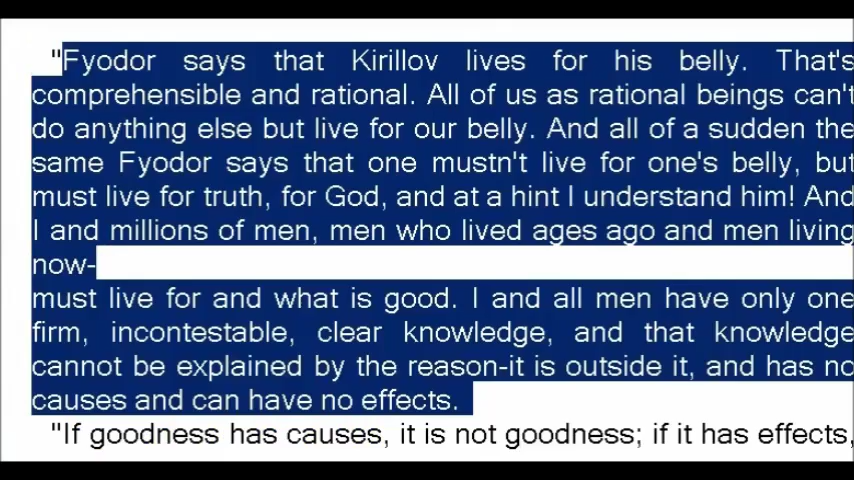 "Fyodor says that Kirillov lives for his belly. That's
comprehensible and rational. All of us as rational beings can't
do anything else but live for our belly. And all of a sudden the
same Fyodor says that one mustn't live for one's belly, but
must live for truth, for God, and at a hint I understand him! And
I and millions of men, men who lived ages ago and men living
now-
must live for and what is good. I and all men have only one
firm, incontestable, clear knowledge, and that knowledge
cannot be explained by the reason-it is outside it, and has no
causes and can have no effects.
"If goodness has causes, it is not goodness; if it has effects,